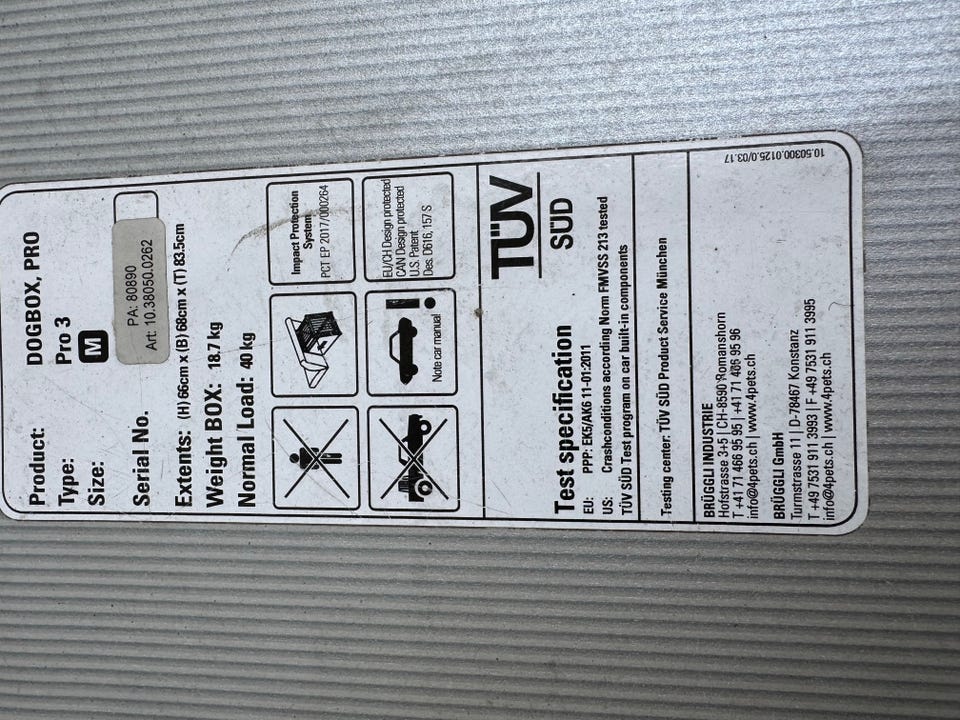 Product: DOGBOX, PRO
Type: Pro 3
Size: M
PA: 80890
Serial No. Art: 10.38050.0262
Extents: (H) 66cm x (B) 68cm x (T) 83.5cm
Weight BOX: 18.7 kg
Normal Load: 40 kg
Impact Protection
System
PCT EP 2017/000264
Note car manual
EU/CH Design protected
CAN Design protected
U.S. Patent
Des. D616,157 S
TÜV
SÜD
Test specification
EU: PPP: EK5/AK6 11-01:2011
US: Crashconditions according Norm FMVSS 213 tested
TÜV SÜD Test program on car built-in components
Testing center: TÜV SÜD Product Service München
BRÜGGLI INDUSTRIE
Hofstrasse 3+5 | CH-8590 Romanshorn
T +41 71 466 95 95 | +41 71 466 95 96
info@4pets.ch | www.4pets.ch
BRÜGGLI GmbH
Turmstrasse 11 | D-78467 Konstanz
T +49 7531 911 3993 | F +49 7531 911 3995
info@4pets.ch | www.4pets.ch
10.50300.0125.0/03.17